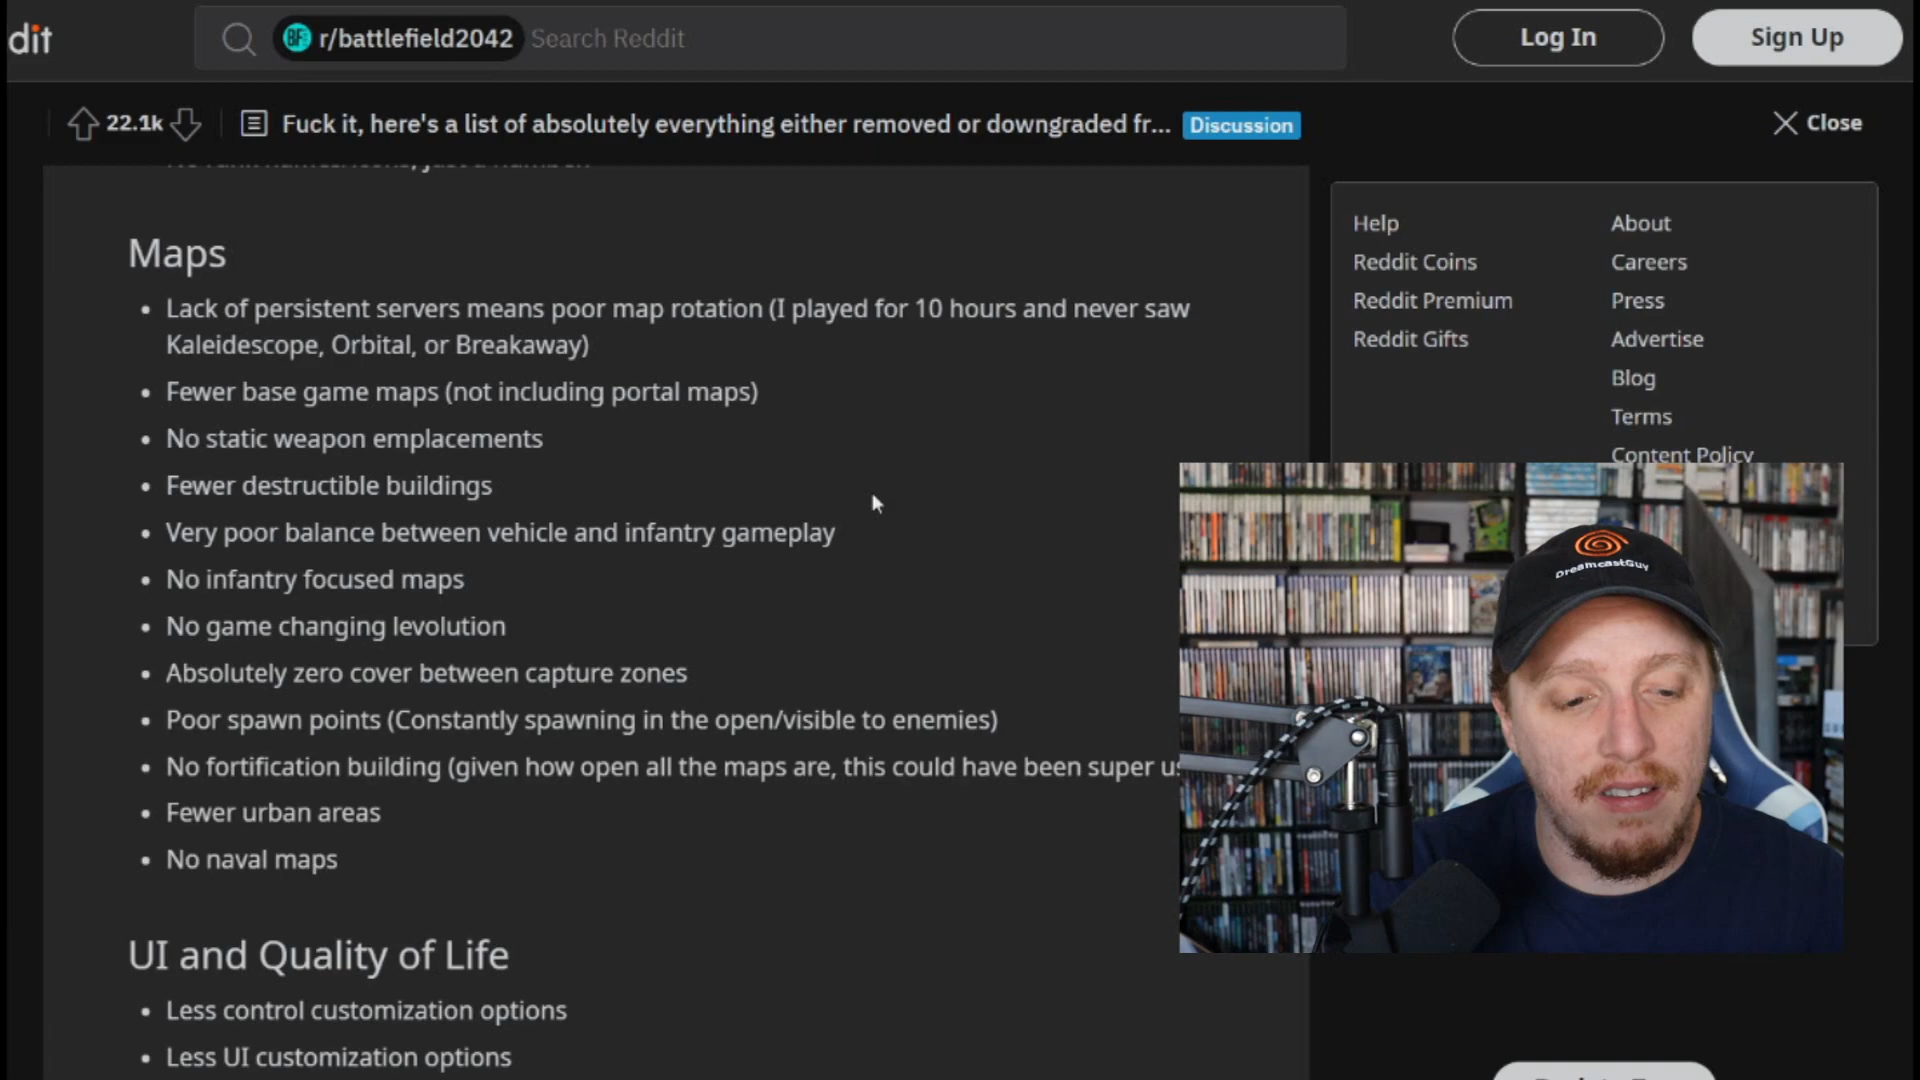 dit
r/battlefield2042 Search Reddit
Log In
Sign Up
22.1k
Fuck it, here's a list of absolutely everything either removed or downgraded fr... Discussion
Close
Maps
• Lack of persistent servers means poor map rotation (I played for 10 hours and never saw
Kaleidescope, Orbital, or Breakaway)
• Fewer base game maps (not including portal maps)
• No static weapon emplacements
• Fewer destructible buildings
• Very poor balance between vehicle and infantry gameplay
• No infantry focused maps
• No game changing levolution
• Absolutely zero cover between capture zones
• Poor spawn points (Constantly spawning in the open/visible to enemies)
• No fortification building (given how open all the maps are, this could have been super
• Fewer urban areas
• No naval maps
UI and Quality of Life
• Less control customization options
• Less UI customization options
Help
About
Reddit Coins
Careers
Reddit Premium
Press
Reddit Gifts
Advertise
Blog
Terms
Content Policy
DreamcastGuy